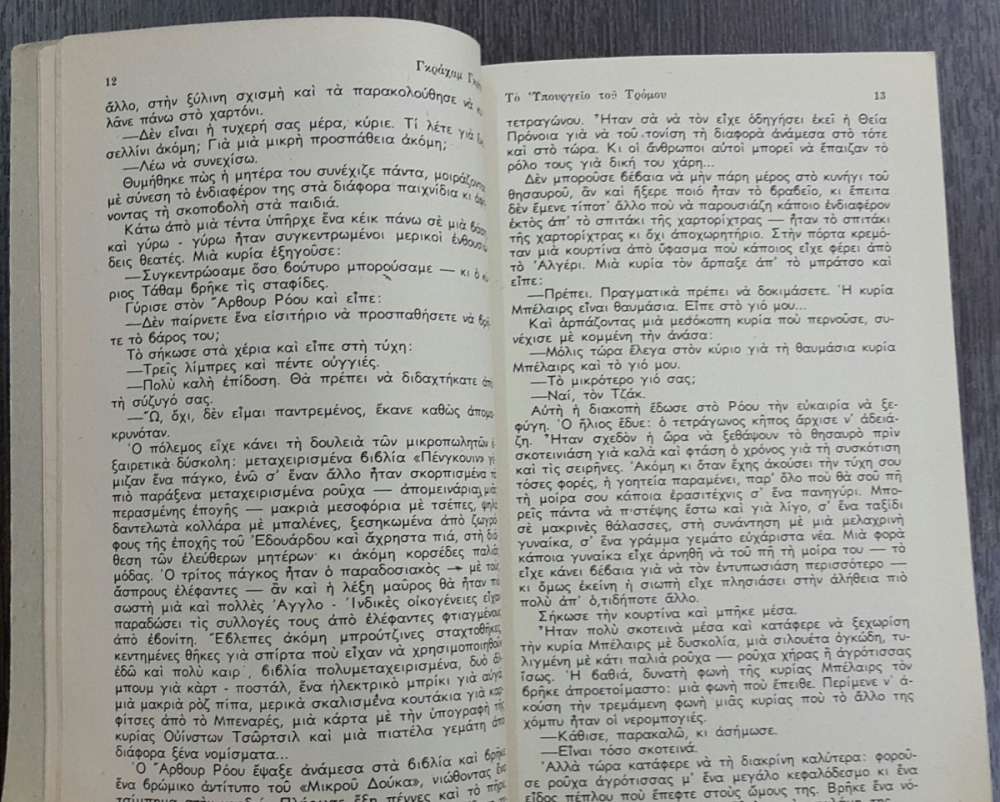 12
Γκράχαμ
ἄλλο, στὴν ξύλινη σχισμὴ καὶ τὰ παρακολούθησε νὰ
λᾶνε πάνω στὸ χαρτόνι.
—Δὲν εἶναι ἡ τυχερή σας μέρα, κύριε. Τί λέτε γιὰ
σελλίνι ἀκόμη; Γιὰ μιὰ μικρὴ προσπάθεια ἀκόμη;
—Λέω νὰ συνεχίσω.
Θυμήθηκε πὼς ἡ μητέρα του συνέχιζε πάντα, μοιράζοντας
μὲ σύνεση τὸ ἐνδιαφέρον της στὰ διάφορα παιχνίδια κι
νοντας τὴ σκοποβολὴ στὰ παιδιά.
Κάτω ἀπὸ μιὰ τέντα ὑπῆρχε ἕνα κέικ πάνω σὲ μιὰ βάση
καὶ γύρω - γύρω ἦταν συγκεντρωμένοι μερικοὶ ἐνθουσιώ-
δεις θεατές. Μιὰ κυρία ἐξηγοῦσε:
—Συγκεντρώσαμε ὅσο βούτυρο μπορούσαμε — κι ὁ κύ-
ριος Τάθαμ βρῆκε τὶς σταφίδες.
Γύρισε στὸν Ἄρθουρ Ρόου καὶ εἶπε:
—Δὲν παίρνετε ἕνα εἰσιτήριο νὰ προσπαθήσετε νὰ βρῆ-
τε τὸ βάρος του;
Τὸ σήκωσε στὰ χέρια καὶ εἶπε στὴ τύχη:
—Τρεῖς λίμπρες καὶ πέντε οὐγγιές.
—Πολὺ καλὴ ἐπίδοση. Θὰ πρέπει νὰ διδαχτήκατε ἀπὸ
τὴ σύζυγό σας.
—Ὤ, ὄχι, δὲν εἶμαι παντρεμένος, ἔκανε καθὼς ἀπομα-
κρυνόταν.
Ὁ πόλεμος εἶχε κάνει τὴ δουλειὰ τῶν μικροπωλητῶν ἐ-
ξαιρετικὰ δύσκολη: μεταχειρισμένα βιβλία «Πένγκουιν» γέ-
μιζαν ἕνα πάγκο, ἐνῶ σ' ἕναν ἄλλο ἦταν σκορπισμένα τὰ
πιὸ παράξενα μεταχειρισμένα ροῦχα — ἀπομεινάρια μιᾶς
περασμένης ἐποχῆς — μακριὰ μεσοφόρια μὲ τσέπες, ψηλὰ
δαντελωτὰ κολλάρα μὲ μπαλένες, ξεσηκωμένα ἀπὸ ζωγρά-
φους τῆς ἐποχῆς τοῦ Ἐδουάρδου καὶ ἄχρηστα πιά, στὴ διά-
θεση τῶν ἐλεύθερων μητέρων· κι ἀκόμη κορσέδες παλιᾶς
μόδας. Ὁ τρίτος πάγκος ἦταν ὁ παραδοσιακὸς — μὲ τοὺς
ἄσπρους ἐλέφαντες — ἂν καὶ ἡ λέξη μαῦρος θὰ ἦταν πιὸ
σωστὴ μιὰ καὶ πολλὲς Ἀγγλο - Ἰνδικὲς οἰκογένειες εἶχαν
παραδώσει τὶς συλλογές τους ἀπὸ ἐλέφαντες φτιαγμένους
ἀπὸ ἐβονίτη. Ἔβλεπες ἀκόμη μπρούτζινες σταχτοθῆκες,
κεντημένες θῆκες γιὰ σπίρτα ποὺ εἶχαν νὰ χρησιμοποιηθοῦν
ἐδῶ καὶ πολὺ καιρ , βιβλία πολυμεταχειρισμένα, δυὸ ἄλ-
μπουμ γιὰ κὰρτ - ποστάλ, ἕνα ἠλεκτρικὸ μπρίκι γιὰ αὐγὰ
μιὰ μακριὰ ρὸζ πίπα, μερικὰ σκαλισμένα κουτάκια γιὰ καρ-
φίτσες ἀπὸ τὸ Μπεναρές, μιὰ κάρτα μὲ τὴν ὑπογραφὴ τῆς
κυρίας Οὐίνστων Τσῶρτσιλ καὶ μιὰ πιατέλα γεμάτη ἀπὸ
διάφορα ξένα νομίσματα...
Ὁ Ἄρθουρ Ρόου ἔψαξε ἀνάμεσα στὰ βιβλία καὶ βρῆκε
ἕνα βρώμικο ἀντίτυπο τοῦ «Μικροῦ Δούκα», νιώθοντας ἕνα
ἕξη πέννες καὶ τὸ πῆρε
Τὸ Ὑπουργεῖο τοῦ Τρόμου
13
τετραγώνου. Ἦταν σὰ νὰ τὸν εἶχε ὁδηγήσει ἐκεῖ ἡ Θεία
Πρόνοια γιὰ νὰ τοῦ τονίση τὴ διαφορὰ ἀνάμεσα στὸ τότε
καὶ στὸ τώρα. Κι οἱ ἄνθρωποι αὐτοὶ μπορεῖ νὰ ἔπαιζαν τὸ
ρόλο τους γιὰ δική του χάρη...
Δὲν μποροῦσε βέβαια νὰ μὴν πάρη μέρος στὸ κυνήγι τοῦ
θησαυροῦ, ἂν καὶ ἤξερε ποιό ἦταν τὸ βραβεῖο, κι ἔπειτα
δὲν ἔμενε τίποτ' ἄλλο ποὺ νὰ παρουσιάζη κάποιο ἐνδιαφέρον
ἐκτὸς ἀπ' τὸ σπιτάκι τῆς χαρτορίχτρας — ἦταν τὸ σπιτάκι
τῆς χαρτορίχτρας κι ὄχι ἀποχωρητήριο. Στὴν πόρτα κρεμό-
ταν μιὰ κουρτίνα ἀπὸ ὕφασμα ποὺ κάποιος εἶχε φέρει ἀπὸ
τὸ Ἀλγέρι. Μιὰ κυρία τὸν ἅρπαξε ἀπ' τὸ μπράτσο καὶ
εἶπε:
—Πρέπει. Πραγματικὰ πρέπει νὰ δοκιμάσετε. Ἡ κυρία
Μπέλαιρς εἶναι θαυμάσια. Εἶπε στὸ γιό μου...
Καὶ ἁρπάζοντας μιὰ μεσόκοπη κυρία ποὺ περνοῦσε, συ-
νέχισε μὲ κομμένη τὴν ἀνάσα:
—Μόλις τώρα ἔλεγα στὸν κύριο γιὰ τὴ θαυμάσια κυρία
Μπέλαιρς καὶ τὸ γιό μου.
—Τὸ μικρότερο γιό σας;
—Ναί, τὸν Τζάκ.
Αὐτὴ ἡ διακοπὴ ἔδωσε στὸ Ρόου τὴν εὐκαιρία νὰ ξε-
φύγη. Ὁ ἥλιος ἔδυε: ὁ τετράγωνος κῆπος ἄρχισε ν' ἀδειά-
ζη. Ἦταν σχεδὸν ἡ ὥρα νὰ ξεθάψουν τὸ θησαυρὸ πρὶν
σκοτεινιάση γιὰ καλὰ καὶ φτάση ὁ χρόνος γιὰ τὴ συσκότιση
καὶ τὶς σειρῆνες. Ἀκόμη κι ὅταν ἔχης ἀκούσει τὴν τύχη σου
τόσες φορές, ἡ γοητεία παραμένει, παρ' ὅλο ποὺ θὰ σοῦ πῆ
τὴ μοίρα σου κάποια ἐρασιτέχνις σ' ἕνα πανηγύρι. Μπο-
ρεῖς πάντα νὰ π·στέψης ἔστω καὶ γιὰ λίγο, σ' ἕνα ταξίδι
σὲ μακρινὲς θάλασσες, στὴ συνάντηση μὲ μιὰ μελαχρινὴ
γυναίκα, σ' ἕνα γράμμα γεμάτο εὐχάριστα νέα. Μιὰ φορὰ
κάποια γυναίκα εἶχε ἀρνηθῆ νὰ τοῦ πῆ τὴ μοίρα του — τὸ
εἶχε κάνει βέβαια γιὰ νὰ τὸν ἐντυπωσιάση περισσότερο —
κι ὅμως ἐκείνη ἡ σιωπὴ εἶχε πλησιάσει στὴν ἀλήθεια πιὸ
πολὺ ἀπ' ὅ,τιδήποτε ἄλλο.
Σήκωσε τὴν κουρτίνα καὶ μπῆκε μέσα.
Ἦταν πολὺ σκοτεινὰ μέσα καὶ κατάφερε νὰ ξεχωρίση
τὴν κυρία Μπέλαιρς μὲ δυσκολία, μιὰ σιλουέτα ὀγκώδη, τυ-
λιγμένη μὲ κάτι παλιὰ ροῦχα — ροῦχα χήρας ἢ ἀγρότισσας
ἴσως. Ἡ βαθιά, δυνατὴ φωνὴ τῆς κυρίας Μπέλαιρς τὸν
βρῆκε ἀπροετοίμαστο: μιὰ φωνὴ ποὺ ἔπειθε. Περίμενε ν' ἀ-
κούση τὴν τρεμάμενη φωνὴ μιᾶς κυρίας ποὺ τὸ ἄλλο της
χόμπυ ἦταν οἱ νερομπογιές.
—Κάθισε, παρακαλῶ, κι ἀσήμωσε.
—Εἶναι τόσο σκοτεινά.
Ἀλλὰ τώρα κατάφερε νὰ τὴ διακρίνη καλύτερα: φοροῦ-
σε ροῦχα ἀγρότισσας μ' ἕνα μεγάλο κεφαλόδεσμο κι ἕνα
εἶδος πέπλου ποὺ ἔπεφτε στοὺς ὤμους της. Βρῆκε ἕνα νό-